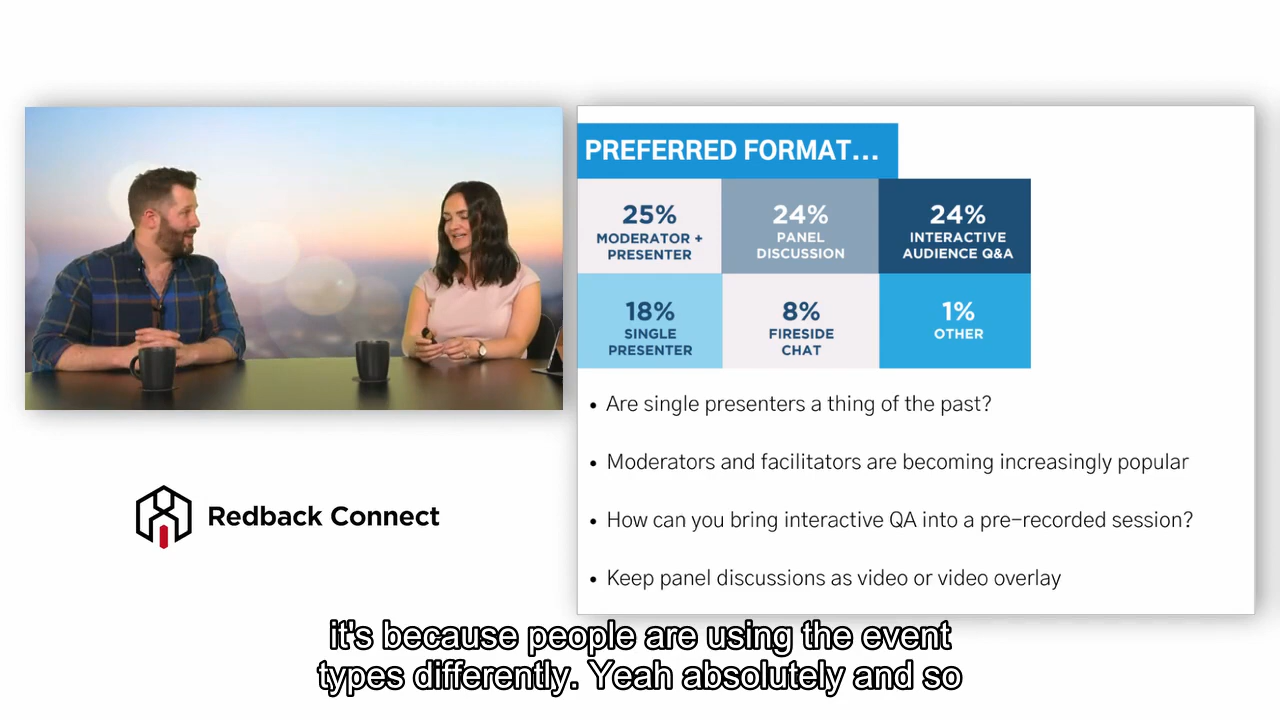 PREFERRED FORMAT...
25%
MODERATOR +
PRESENTER
24%
PANEL
DISCUSSION
24%
INTERACTIVE
AUDIENCE Q&A
18%
SINGLE
PRESENTER
8%
FIRESIDE
CHAT
1%
OTHER
• Are single presenters a thing of the past?
• Moderators and facilitators are becoming increasingly popular
• How can you bring interactive QA into a pre-recorded session?
• Keep panel discussions as video or video overlay
Redback Connect
it's because people are using the event
types differently. Yeah absolutely and so